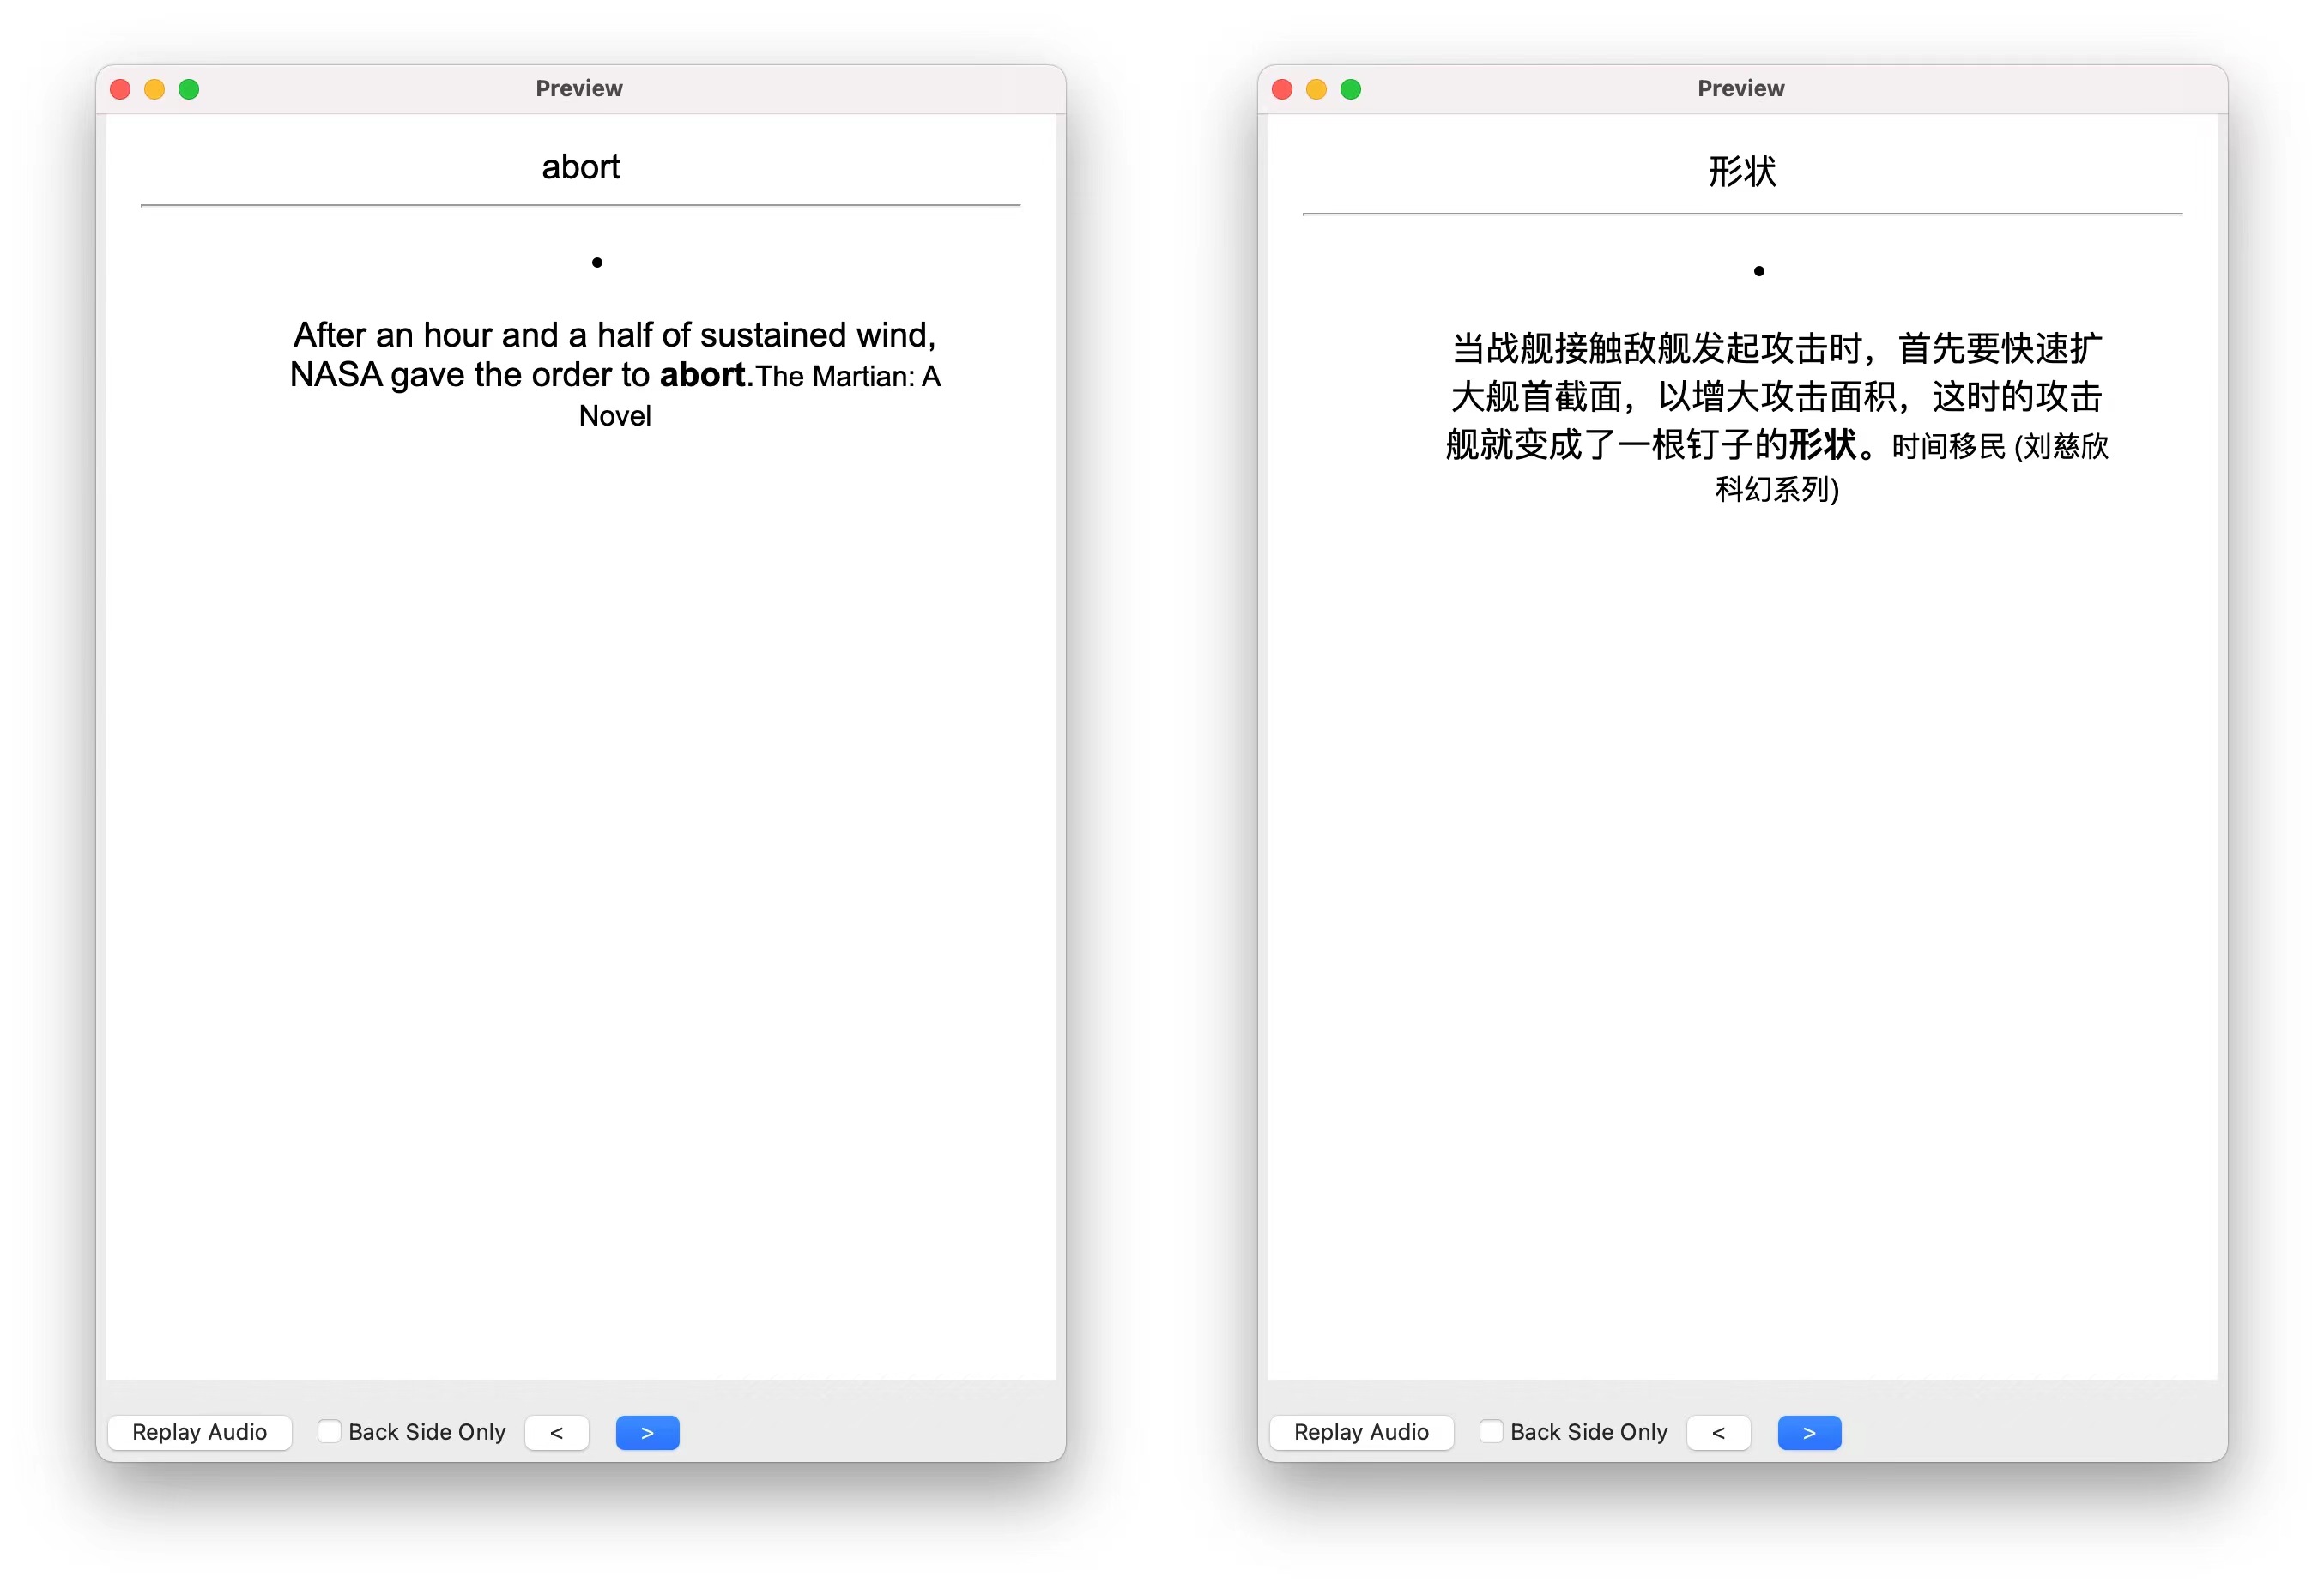 Preview
abort
•
After an hour and a half of sustained wind,
NASA gave the order to abort.The Martian: A
Novel
Replay Audio
Back Side Only
<
>
Preview
形状
•
当战舰接触敌舰发起攻击时，首先要快速扩
大舰首截面，以增大攻击面积，这时的攻击
舰就变成了一根钉子的形状。时间移民 (刘慈欣
科幻系列)
Replay Audio
Back Side Only
<
>